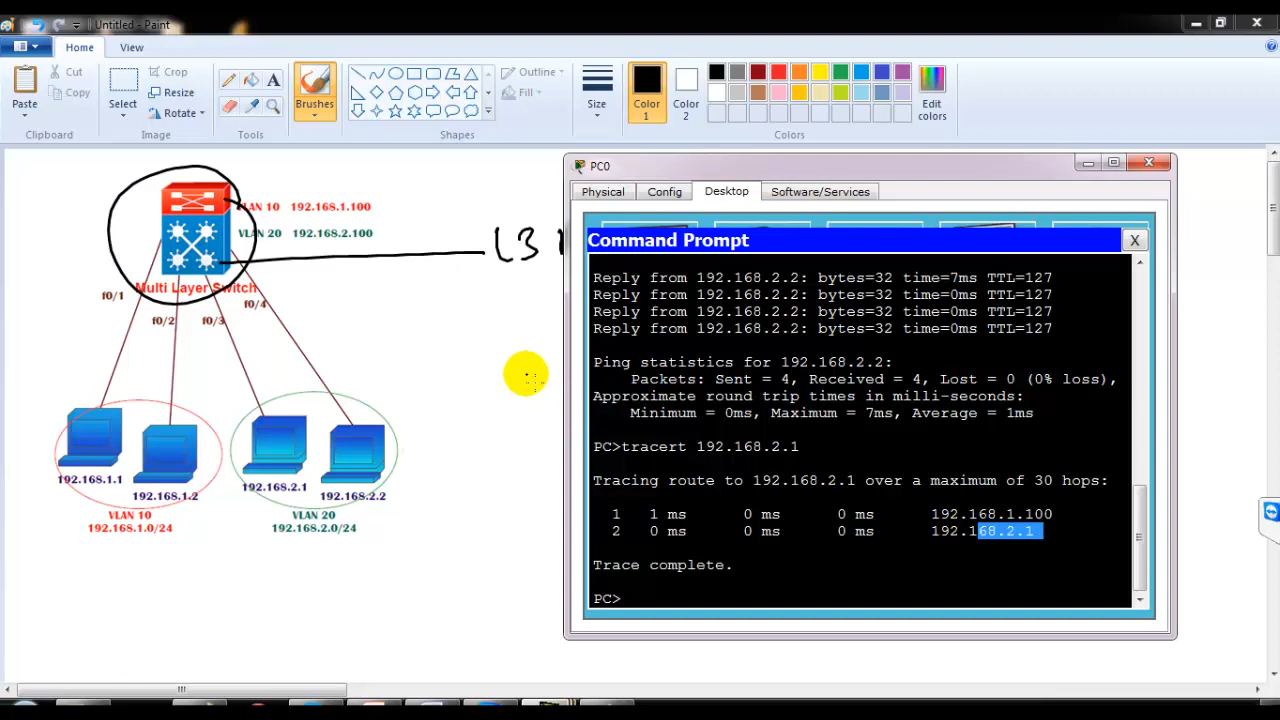 Untitled - Paint
Home View
Paste
Cut
Copy
Clipboard
Select
Crop
Resize
Rotate
Image
Tools
Brushes
Shapes
Outline
Fill
Size
Color 1
Color 2
Edit colors
Colors
VLAN 10 192.168.1.100
VLAN 20 192.168.2.100
L3
Multi Layer Switch
f0/1
f0/2
f0/3
f0/4
192.168.1.1
192.168.1.2
192.168.2.1
192.168.2.2
VLAN 10
192.168.1.0/24
VLAN 20
192.168.2.0/24
PC0
Physical Config Desktop Software/Services
Command Prompt
X
Reply from 192.168.2.2: bytes=32 time=7ms TTL=127
Reply from 192.168.2.2: bytes=32 time=0ms TTL=127
Reply from 192.168.2.2: bytes=32 time=0ms TTL=127
Reply from 192.168.2.2: bytes=32 time=0ms TTL=127
Ping statistics for 192.168.2.2:
Packets: Sent = 4, Received = 4, Lost = 0 (0% loss),
Approximate round trip times in milli-seconds:
Minimum = 0ms, Maximum = 7ms, Average = 1ms
PC>tracert 192.168.2.1
Tracing route to 192.168.2.1 over a maximum of 30 hops:
1 1 ms 0 ms 0 ms 192.168.1.100
2 0 ms 0 ms 0 ms 192.168.2.1
Trace complete.
PC>